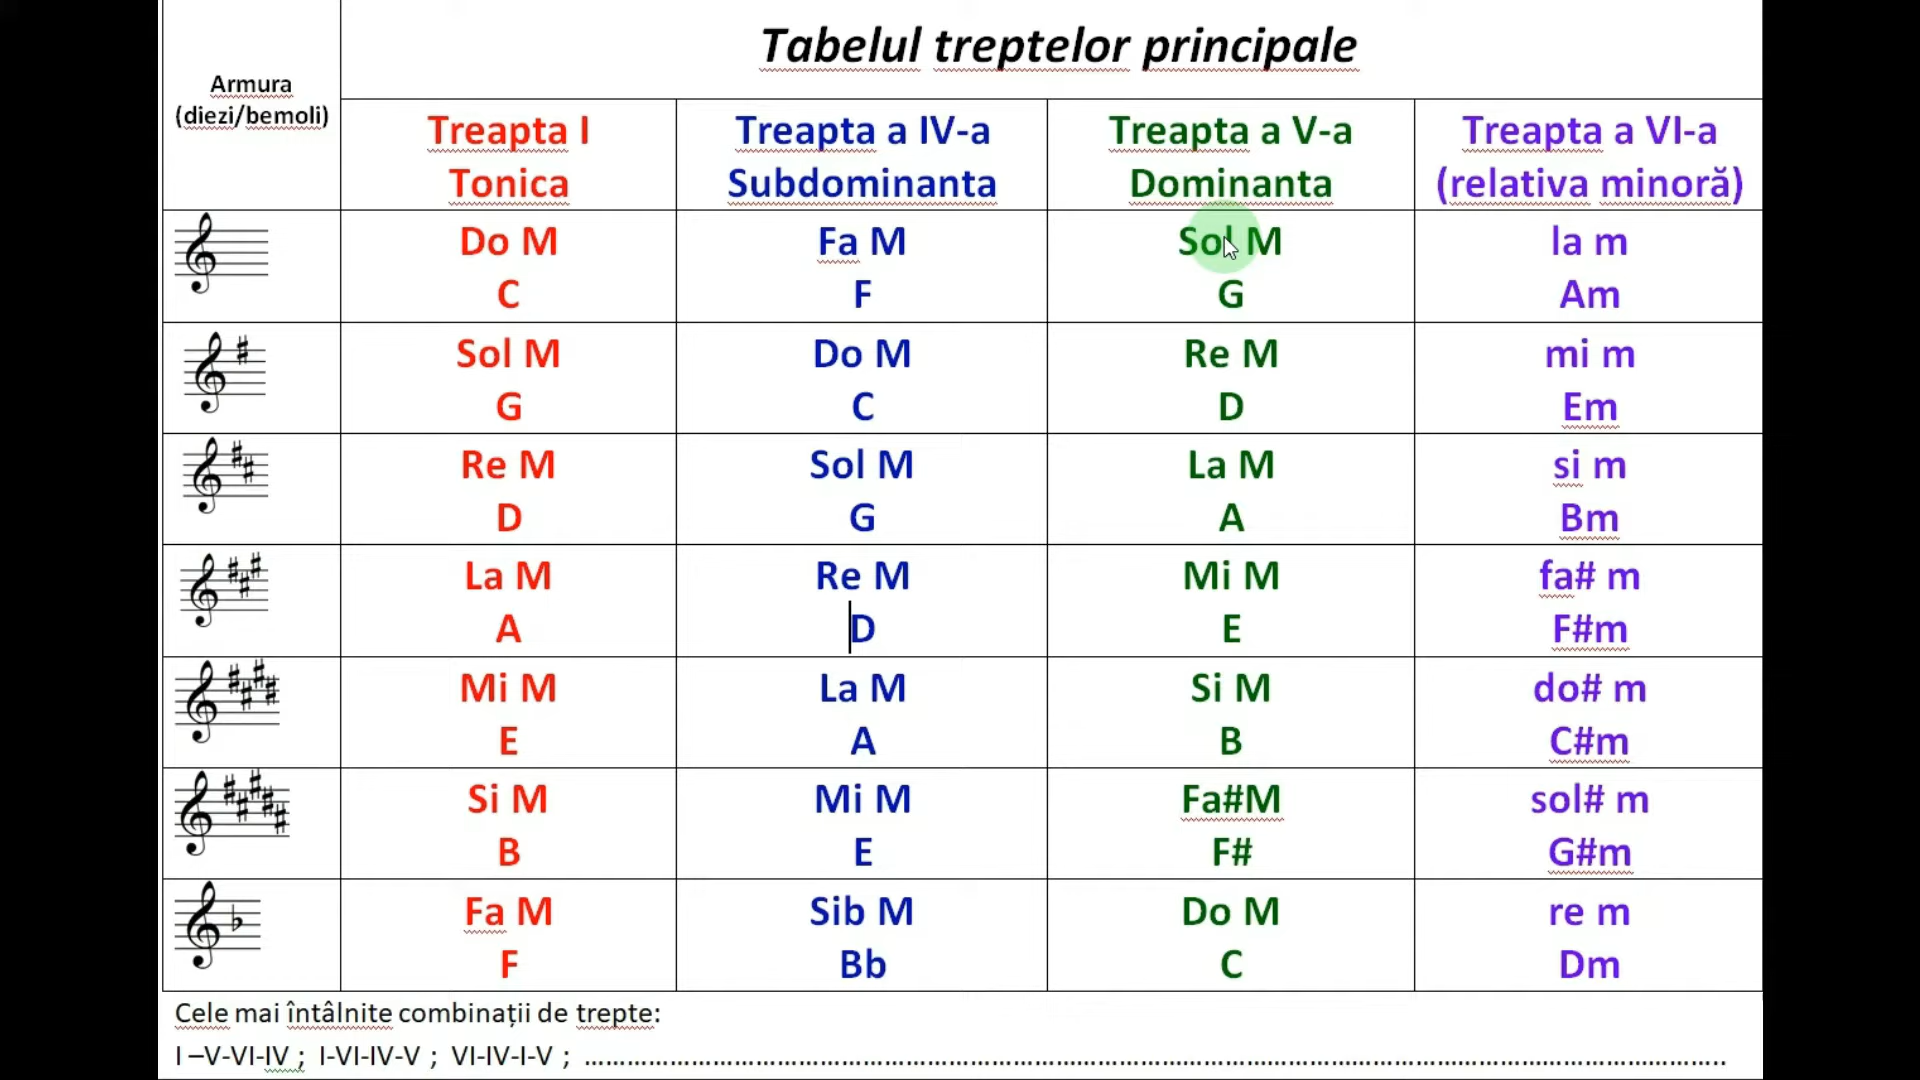 Tabelul treptelor principale
Armura
(diezi/bemoli)
Treapta I
Tonica
Treapta a IV-a
Subdominanta
Treapta a V-a
Dominanta
Treapta a VI-a
(relativa minoră)
Do M
C
Fa M
F
Sol M
G
la m
Am
Sol M
G
Do M
C
Re M
D
mi m
Em
Re M
D
Sol M
G
La M
A
si m
Bm
La M
A
Re M
D
Mi M
E
fa# m
F#m
Mi M
E
La M
A
Si M
B
do# m
C#m
Si M
B
Mi M
E
Fa#M
F#
sol# m
G#m
Fa M
F
Sib M
Bb
Do M
C
re m
Dm
Cele mai întâlnite combinații de trepte:
I –V-VI-IV ; I-VI-IV-V ; VI-IV-I-V ; ……………………………………………………………………………………………………………………..